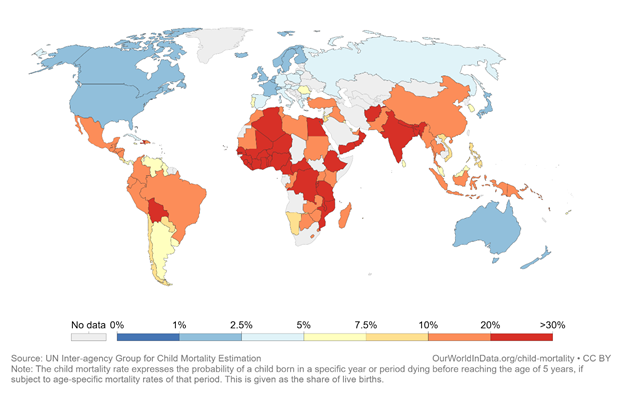 No data 0% 1% 2.5% 5% 7.5% 10% 20% >30%
Source: UN Inter-agency Group for Child Mortality Estimation OurWorldInData.org/child-mortality • CC BY
Note: The child mortality rate expresses the probability of a child born in a specific year or period dying before reaching the age of 5 years, if
subject to age-specific mortality rates of that period. This is given as the share of live births.